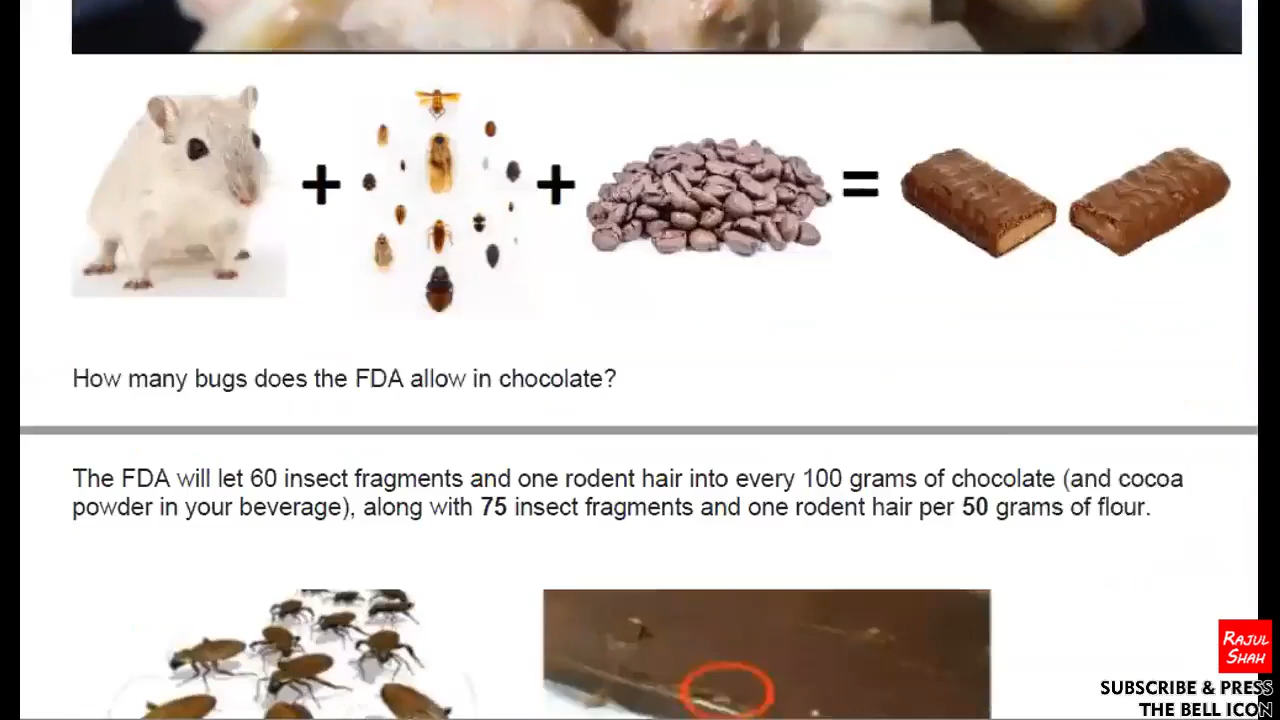 + + =
How many bugs does the FDA allow in chocolate?
The FDA will let 60 insect fragments and one rodent hair into every 100 grams of chocolate (and cocoa
powder in your beverage), along with 75 insect fragments and one rodent hair per 50 grams of flour.
RAJUL
SHAH
SUBSCRIBE & PRESS
THE BELL ICON